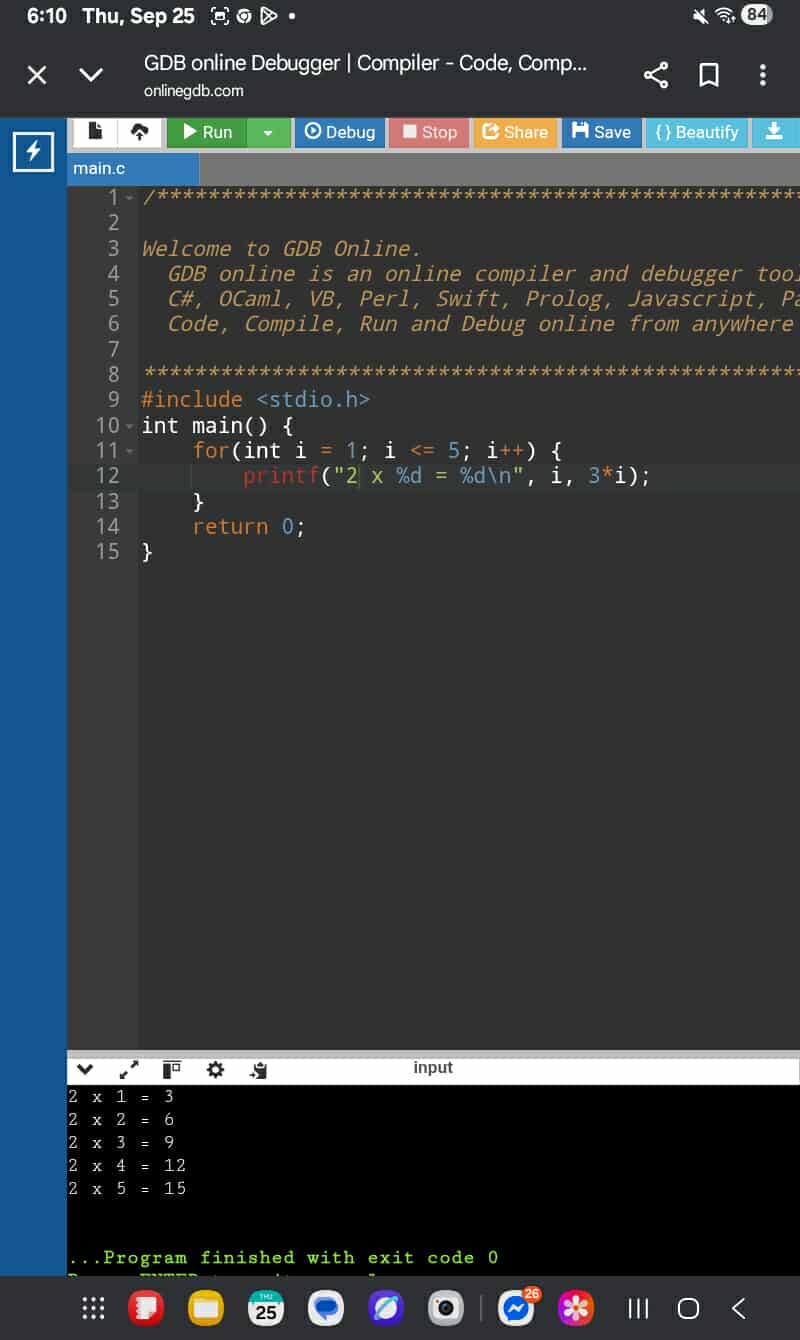 6:10 Thu, Sep 25 84
GDB online Debugger | Compiler - Code, Comp...
onlinegdb.com
Run Debug Stop Share Save {} Beautify
main.c
1 /***************************************************
2
3 Welcome to GDB Online.
4 GDB online is an online compiler and debugger tool
5 C#, OCaml, VB, Perl, Swift, Prolog, Javascript, Pa
6 Code, Compile, Run and Debug online from anywhere
7
8 ****************************************************
9 #include <stdio.h>
10 int main() {
11 for(int i = 1; i <= 5; i++) {
12 printf("2 x %d = %d\n", i, 3*i);
13 }
14 return 0;
15 }
input
2 x 1 = 3
2 x 2 = 6
2 x 3 = 9
2 x 4 = 12
2 x 5 = 15
...Program finished with exit code 0
THU
25
26